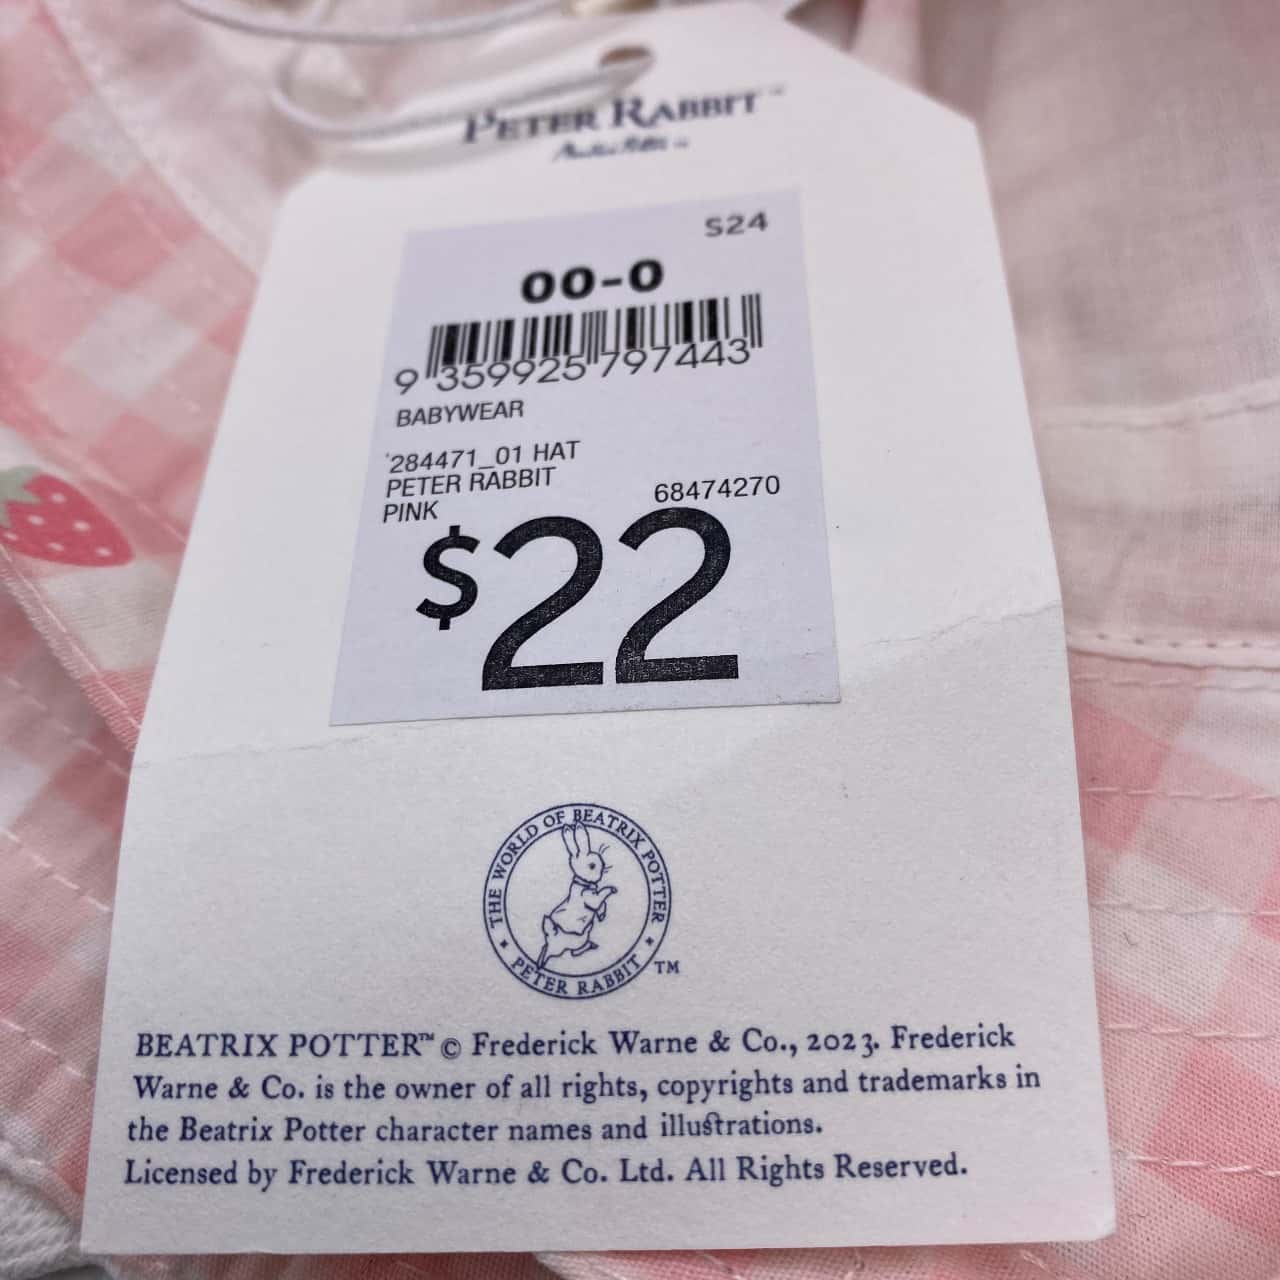 PETER RABBIT™
S24
00-0
9 359925 797443
BABYWEAR
'284471_01 HAT
PETER RABBIT
PINK
68474270
$22
THE WORLD OF BEATRIX POTTER
PETER RABBIT
TM
BEATRIX POTTER™ © Frederick Warne & Co., 2023. Frederick
Warne & Co. is the owner of all rights, copyrights and trademarks in
the Beatrix Potter character names and illustrations.
Licensed by Frederick Warne & Co. Ltd. All Rights Reserved.